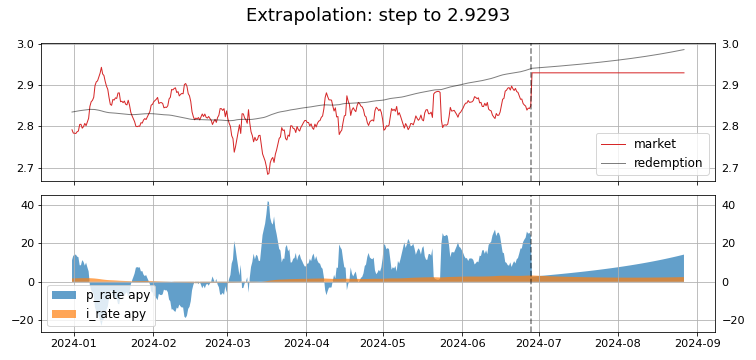 Extrapolation: step to 2.9293
3.0 3.0
2.9 2.9
2.8 2.8
2.7 2.7
market
redemption
40 40
20 20
0 0
−20 −20
p_rate apy
i_rate apy
2024-01 2024-02 2024-03 2024-04 2024-05 2024-06 2024-07 2024-08 2024-09